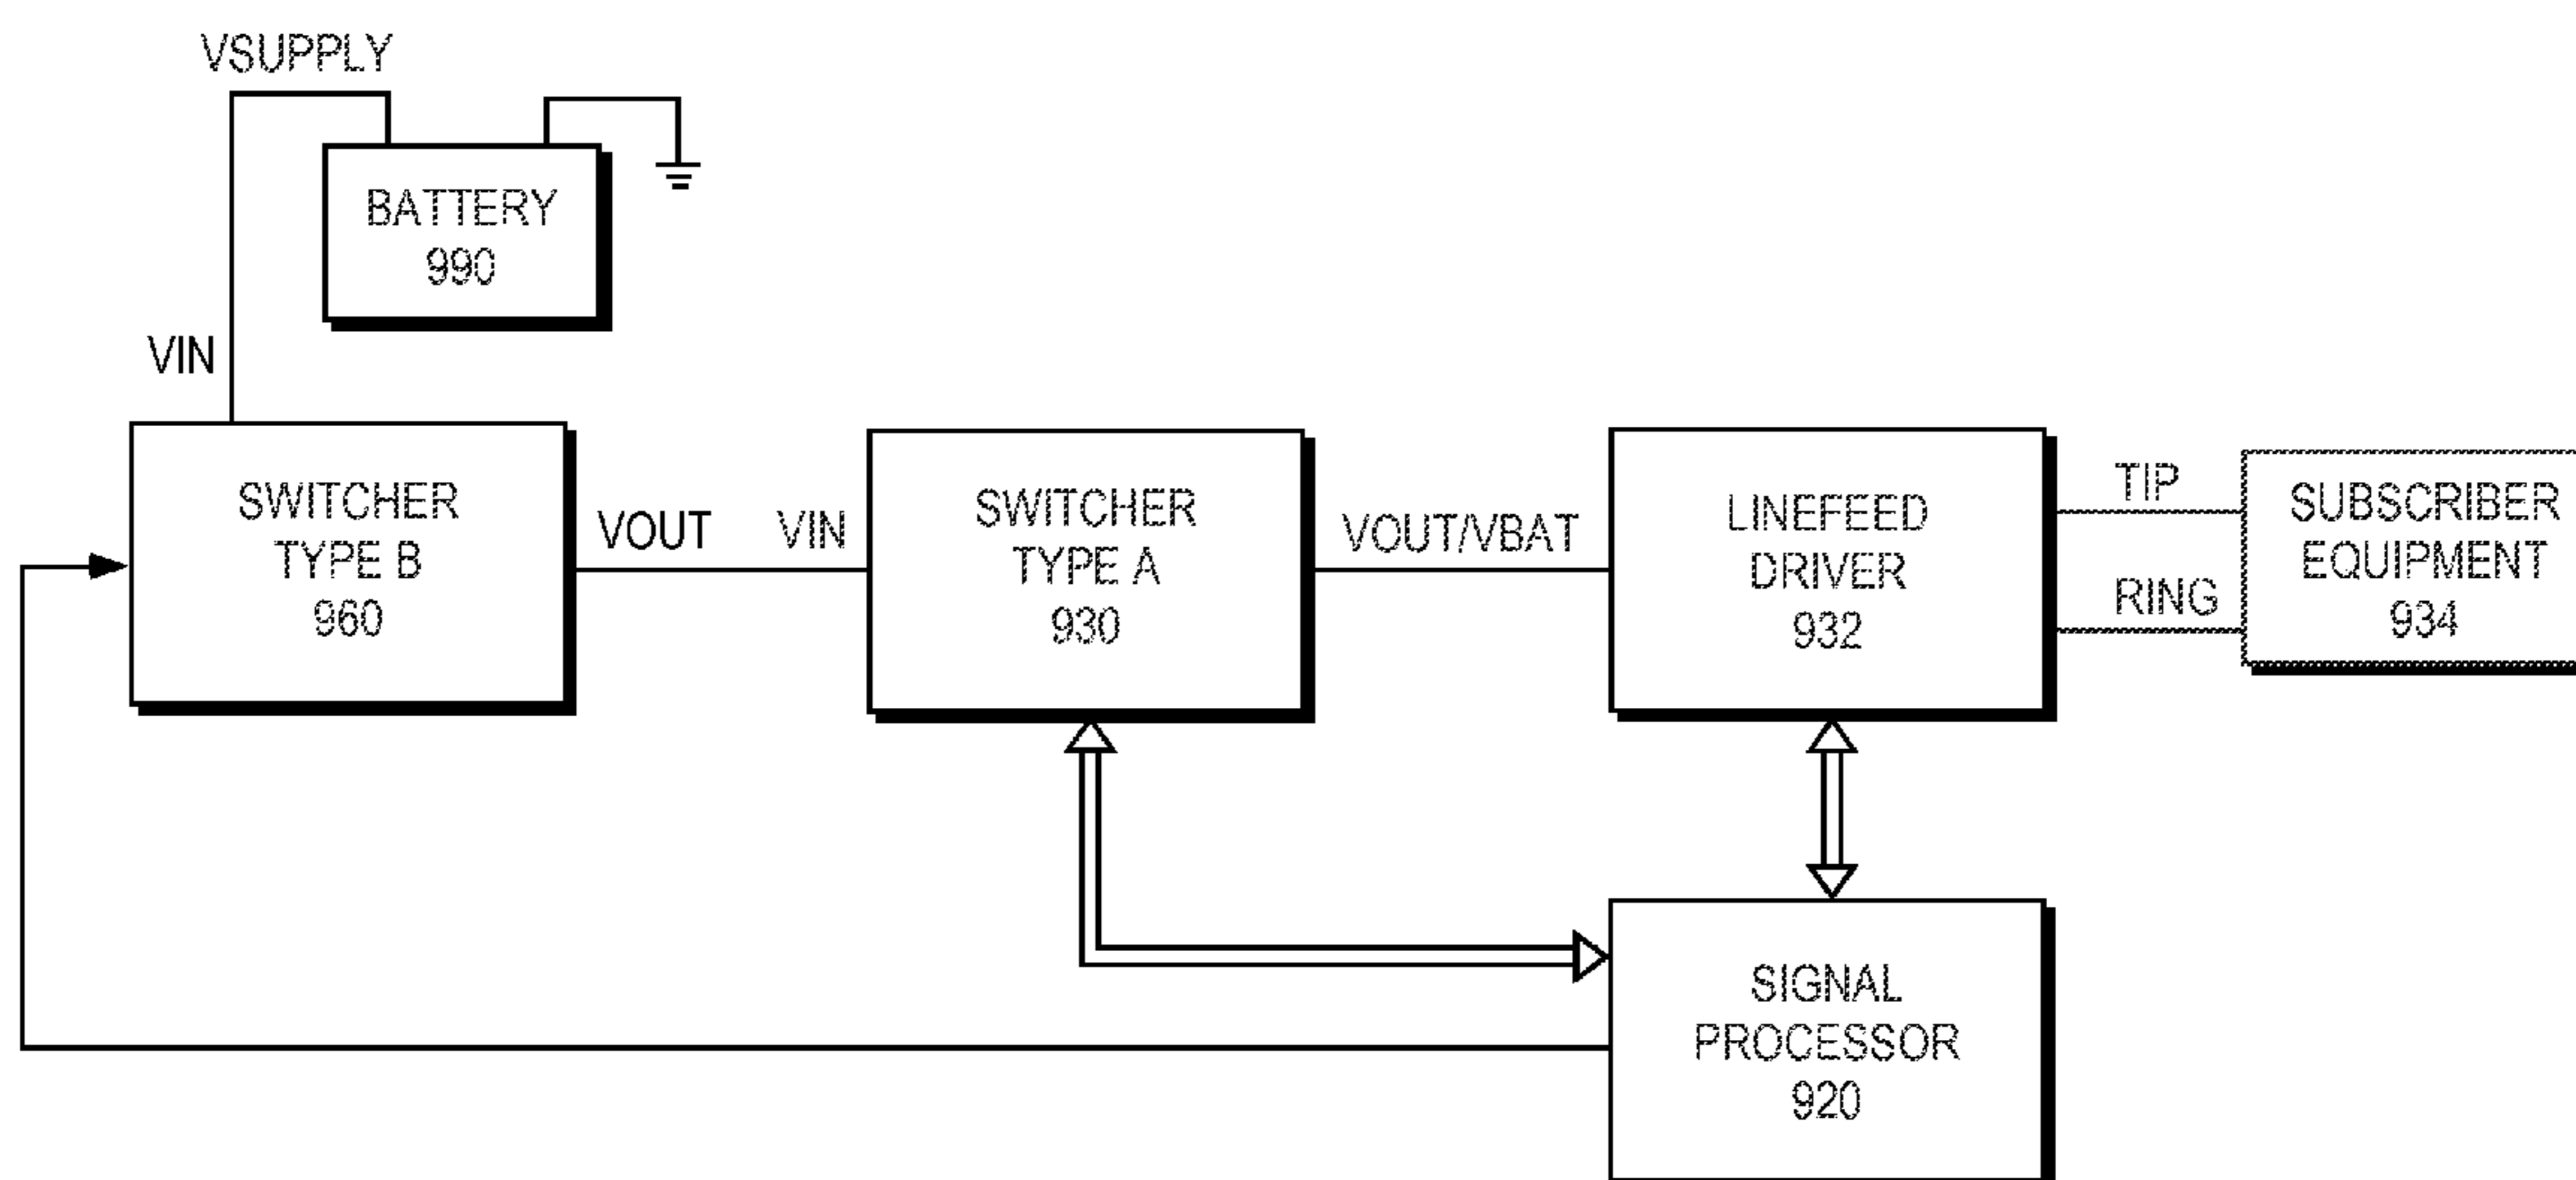 VSUPPLY
BATTERY
990
VIN
SWITCHER
TYPE B
960
VOUT
VIN
SWITCHER
TYPE A
930
VOUT/VBAT
LINEFEED
DRIVER
932
TIP
RING
SUBSCRIBER
EQUIPMENT
934
SIGNAL
PROCESSOR
920